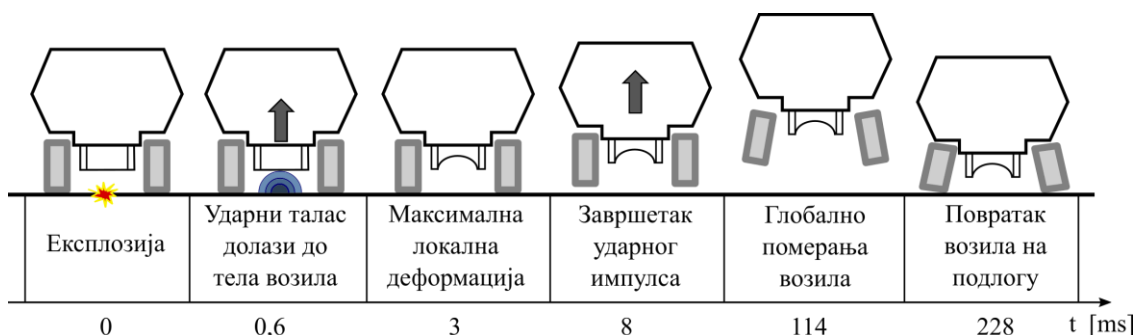 Експлозија
Ударни талас
долази до
тела возила
Максимална
локална
деформација
Завршетак
ударног
импулса
Глобално
померања
возила
Повратак
возила на
подлогу
0
0,6
3
8
114
228
t [ms]